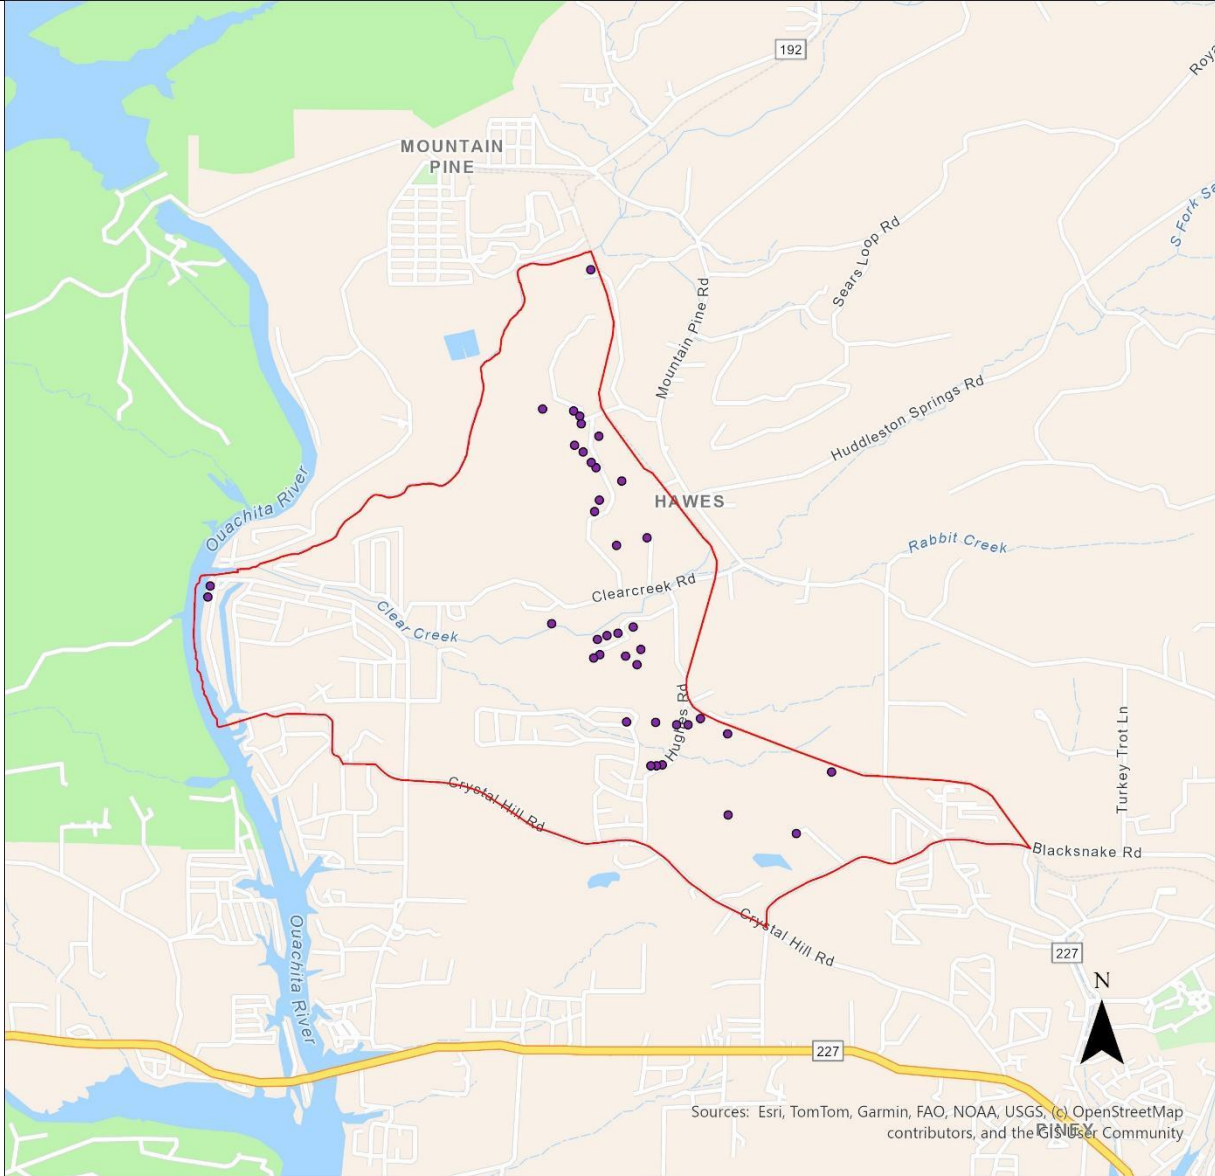 192
Roya
MOUNTAIN
PINE
S Fork Sa
Sears Loop Rd
Mountain Pine Rd
Huddleston Springs Rd
Ouachita River
HAWES
Rabbit Creek
Clearcreek Rd
Clear Creek
Hughes Rd
Turkey Trot Ln
Crystal Hill Rd
Blacksnake Rd
Crystal Hill Rd
Ouachita River
227
N
227
Sources: Esri, TomTom, Garmin, FAO, NOAA, USGS, (c) OpenStreetMap
contributors, and the GIS User Community
PINEY